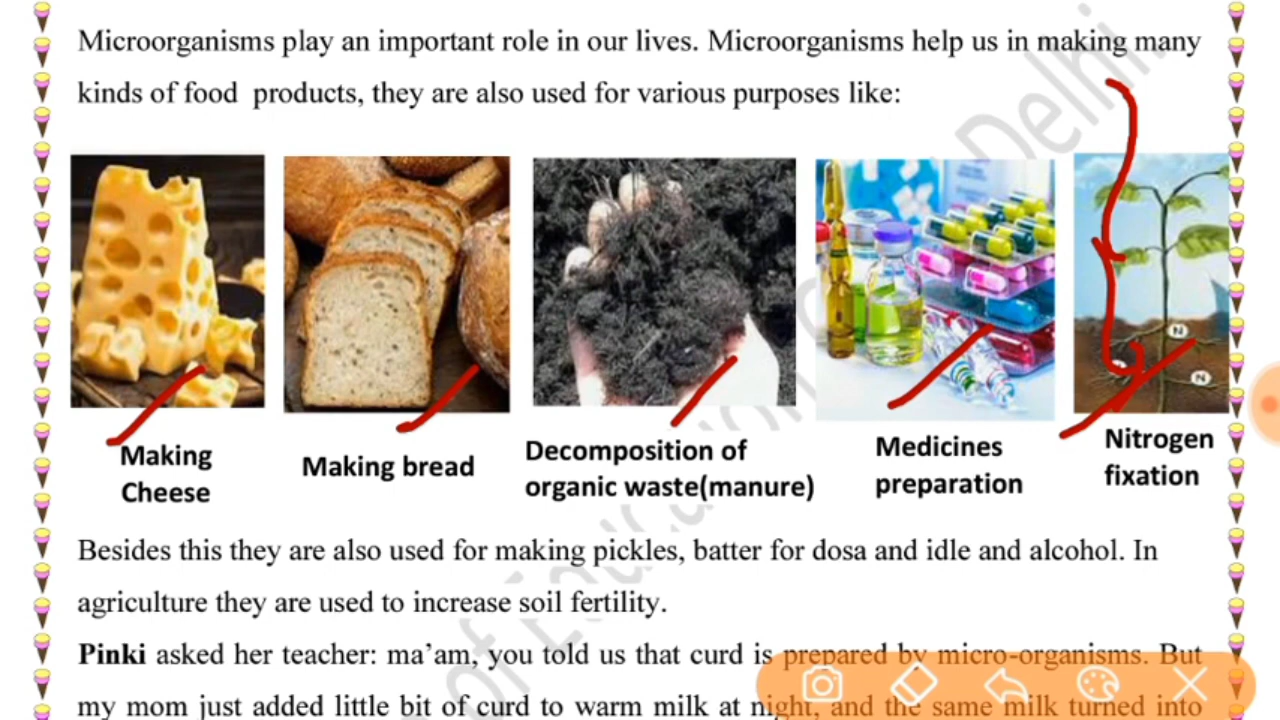 Microorganisms play an important role in our lives. Microorganisms help us in making many
kinds of food products, they are also used for various purposes like:
N
N
Making
Cheese
Making bread
Decomposition of
organic waste(manure)
Medicines
preparation
Nitrogen
fixation
Besides this they are also used for making pickles, batter for dosa and idle and alcohol. In
agriculture they are used to increase soil fertility.
Pinki asked her teacher: ma'am, you told us that curd is prepared by micro-organisms. But
my mom just added little bit of curd to warm milk at night, and the same milk turned into
of Education Delhi.